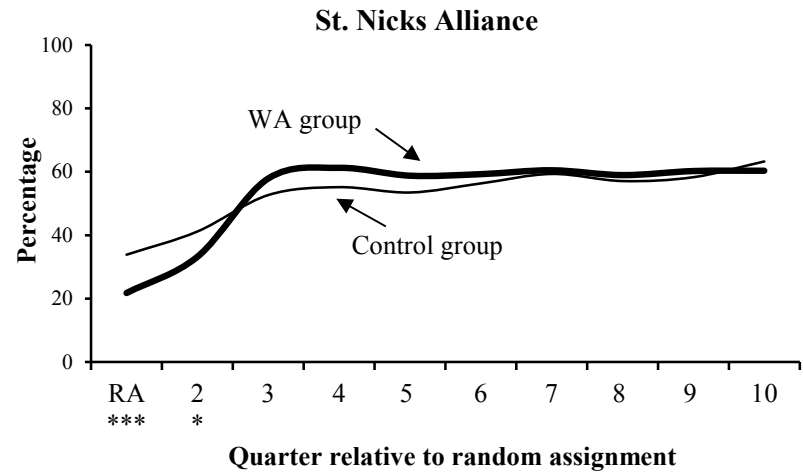 St. Nicks Alliance
Percentage
100
80
60
40
20
0
WA group
Control group
RA 2 3 4 5 6 7 8 9 10
*** *
Quarter relative to random assignment